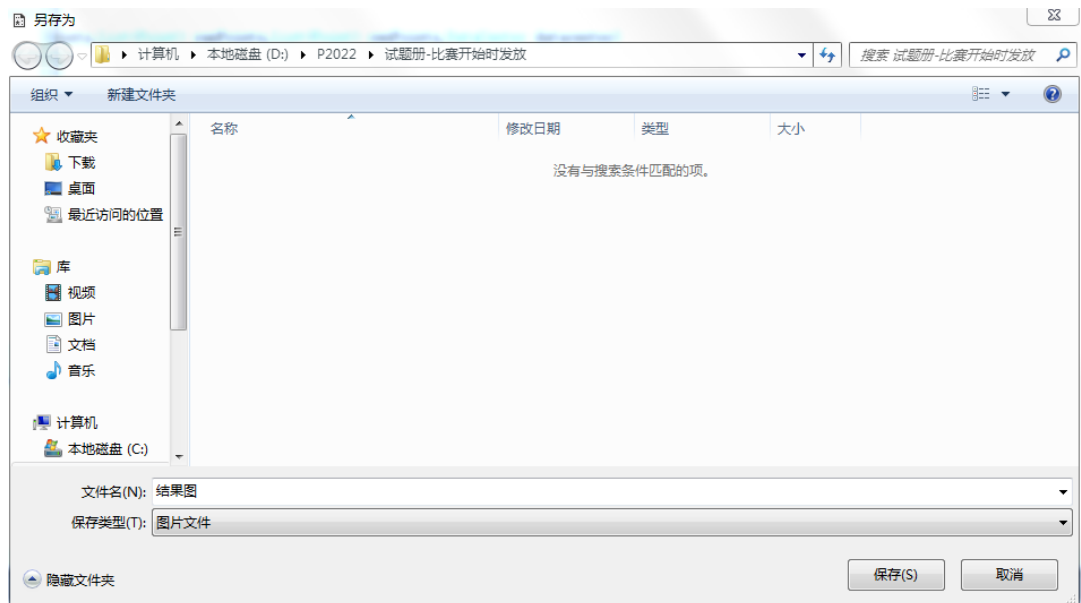 另存为
计算机 本地磁盘 (D:) P2022 试题册-比赛开始时发放
搜索 试题册-比赛开始时发放
组织 新建文件夹
名称 修改日期 类型 大小
没有与搜索条件匹配的项。
收藏夹
下载
桌面
最近访问的位置
库
视频
图片
文档
音乐
计算机
本地磁盘 (C:)
文件名(N): 结果图
保存类型(T): 图片文件
隐藏文件夹 保存(S) 取消